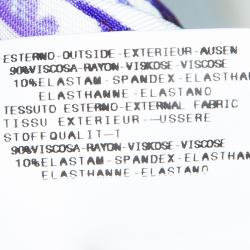 ESTERNO-OUTSIDE-EXTERIEUR-AUSEN
90%VISCOSA-RAYON-VISKOSE-VISCOSE
10%ELASTAM-SPANDEX-ELASTHAN
ELASTHANNE-ELASTANO
TESSUTO ESTERNO-EXTERNAL FABRIC
TISSU EXTERIEUR-—USSERE
STOFFQUALIT—T
90%VISCOSA-RAYON-VISKOSE-VISCOSE
10%ELASTAM-SPANDEX-ELASTHAN
ELASTHANNE-ELASTANO